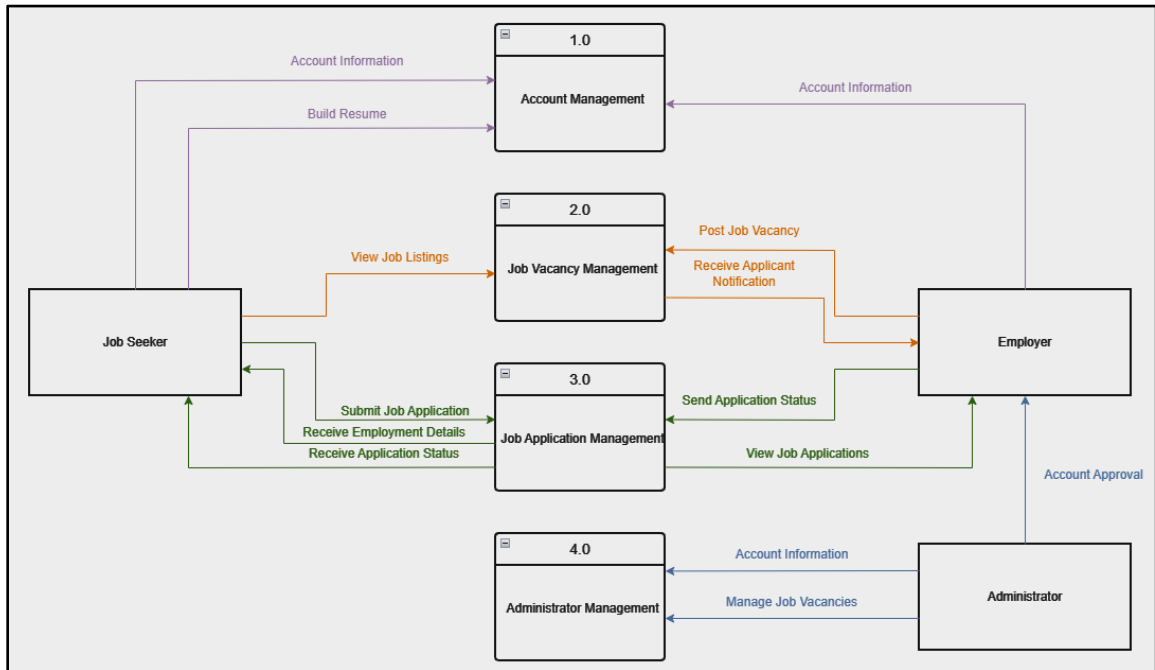 1.0
Account Information
Account Management
Account Information
Build Resume
2.0
Post Job Vacancy
View Job Listings
Job Vacancy Management
Receive Applicant
Notification
Job Seeker
Employer
3.0
Submit Job Application
Send Application Status
Receive Employment Details
Job Application Management
Receive Application Status
View Job Applications
Account Approval
4.0
Account Information
Administrator Management
Manage Job Vacancies
Administrator